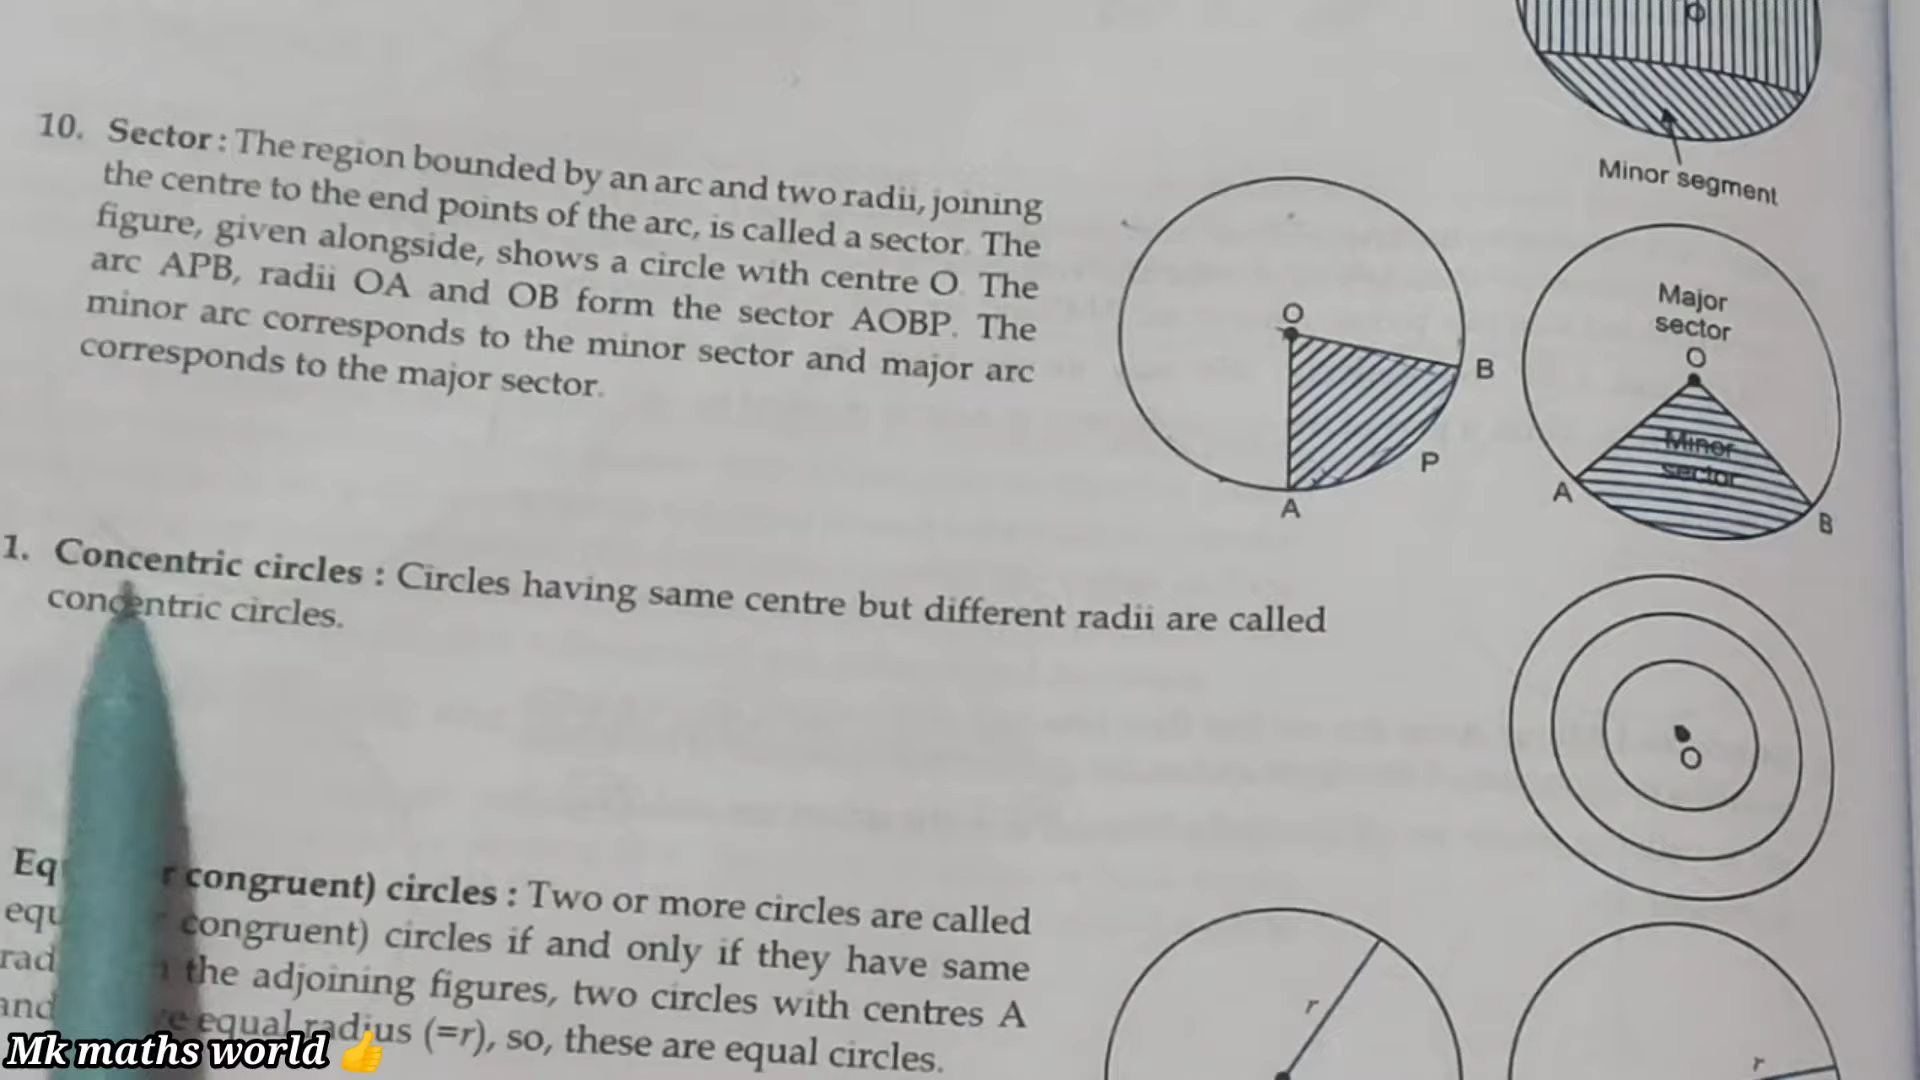 10. Sector : The region bounded by an arc and two radii, joining
the centre to the end points of the arc, is called a sector. The
figure, given alongside, shows a circle with centre O. The
arc APB, radii OA and OB form the sector AOBP. The
minor arc corresponds to the minor sector and major arc
corresponds to the major sector.
O
B
P
A
O
Minor segment
Major
sector
O
Minor
sector
A
B
1. Concentric circles : Circles having same centre but different radii are called
concentric circles.
O
congruent) circles : Two or more circles are called
congruent) circles if and only if they have same
the adjoining figures, two circles with centres A
and equal radius (=r), so, these are equal circles.
r
r
Mk maths world 👍